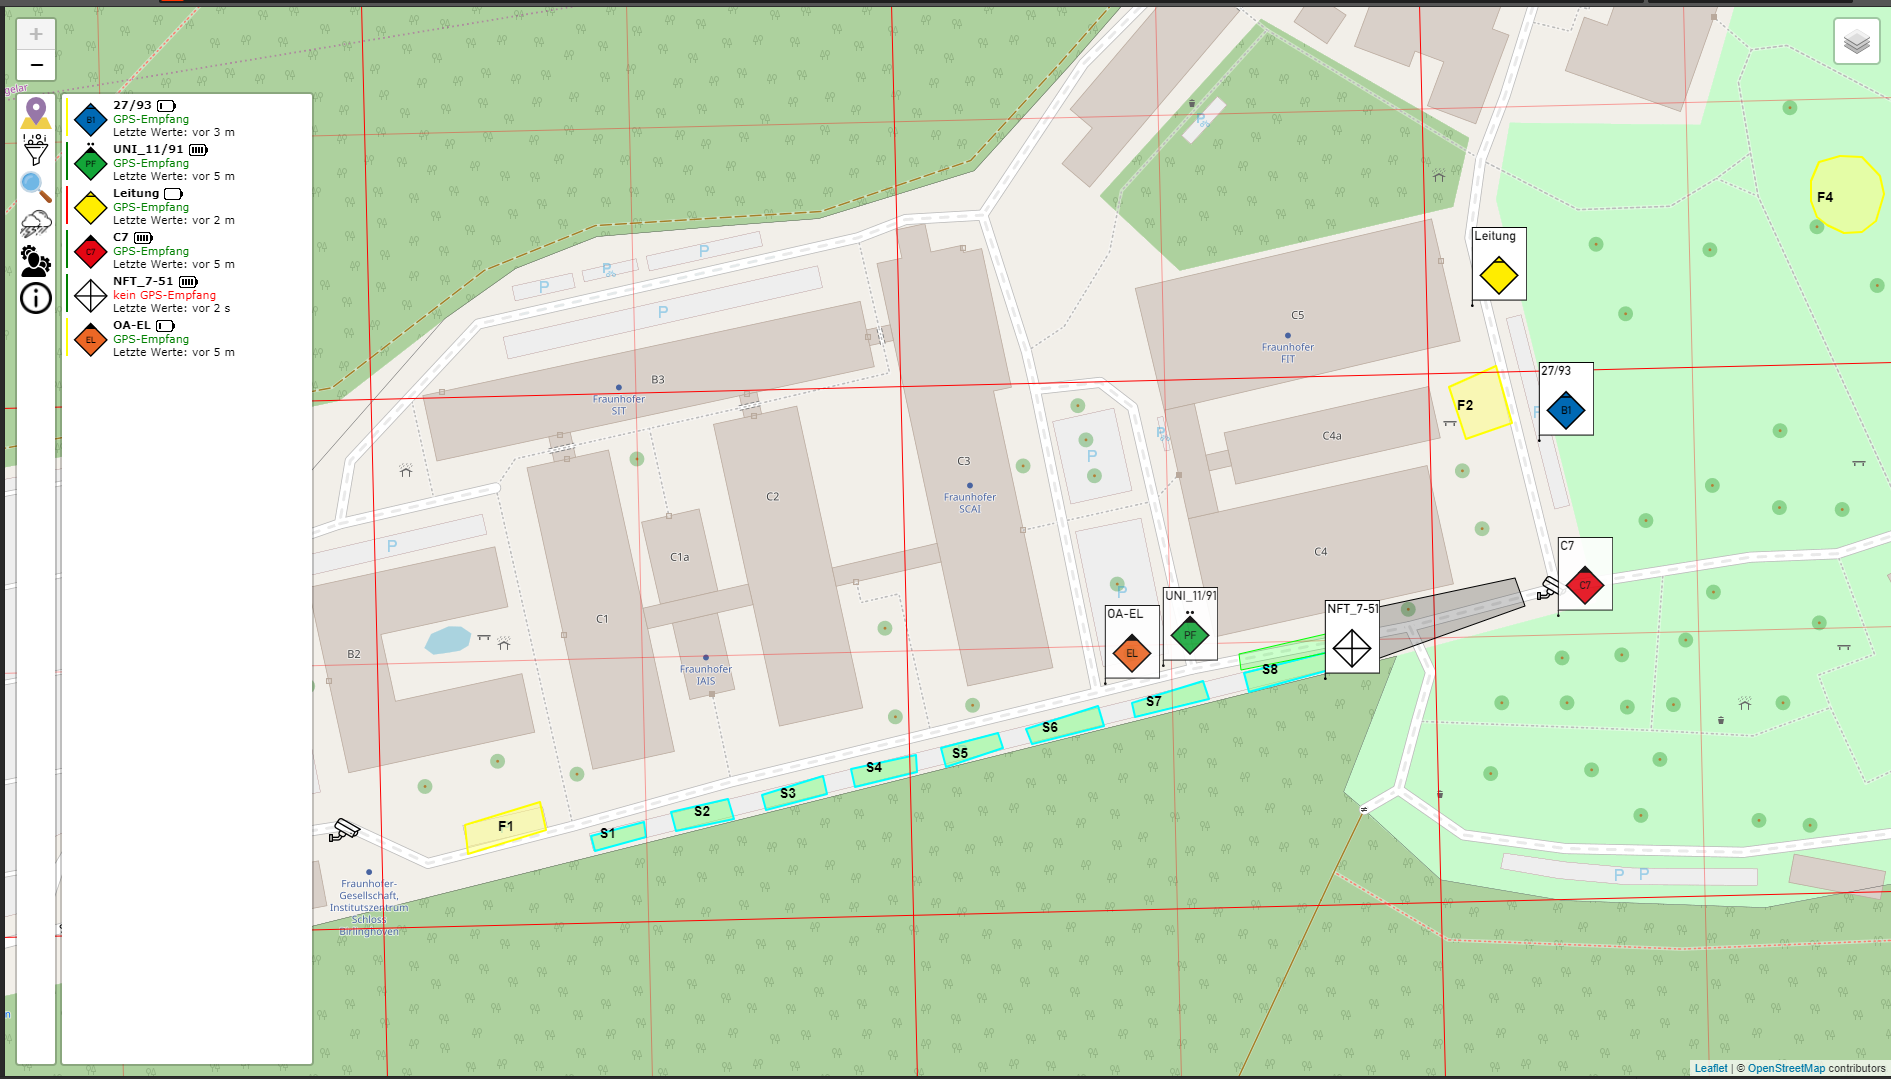 +
−
gelar
27/93
B1
GPS-Empfang
Letzte Werte: vor 3 m
UNI_11/91
PF
GPS-Empfang
Letzte Werte: vor 5 m
Leitung
GPS-Empfang
Letzte Werte: vor 2 m
C7
C7
GPS-Empfang
Letzte Werte: vor 5 m
NFT_7-51
kein GPS-Empfang
Letzte Werte: vor 2 s
OA-EL
EL
GPS-Empfang
Letzte Werte: vor 5 m
P
F4
Leitung
P
P
P
P
C5
Fraunhofer
FIT
27/93
B1
B3
Fraunhofer
SIT
F2
P
P
C4a
P
C3
C2
Fraunhofer
SCAI
P
C1a
C4
C7
C7
P
UNI_11/91
PF
OA-EL
EL
NFT_7-51
C1
B2
Fraunhofer
IAIS
S8
S7
S6
S5
S4
S3
S2
S1
F1
P P
Fraunhofer-
Gesellschaft,
Institutszentrum
Schloss
Birlinghoven
n
Leaflet | © OpenStreetMap contributors